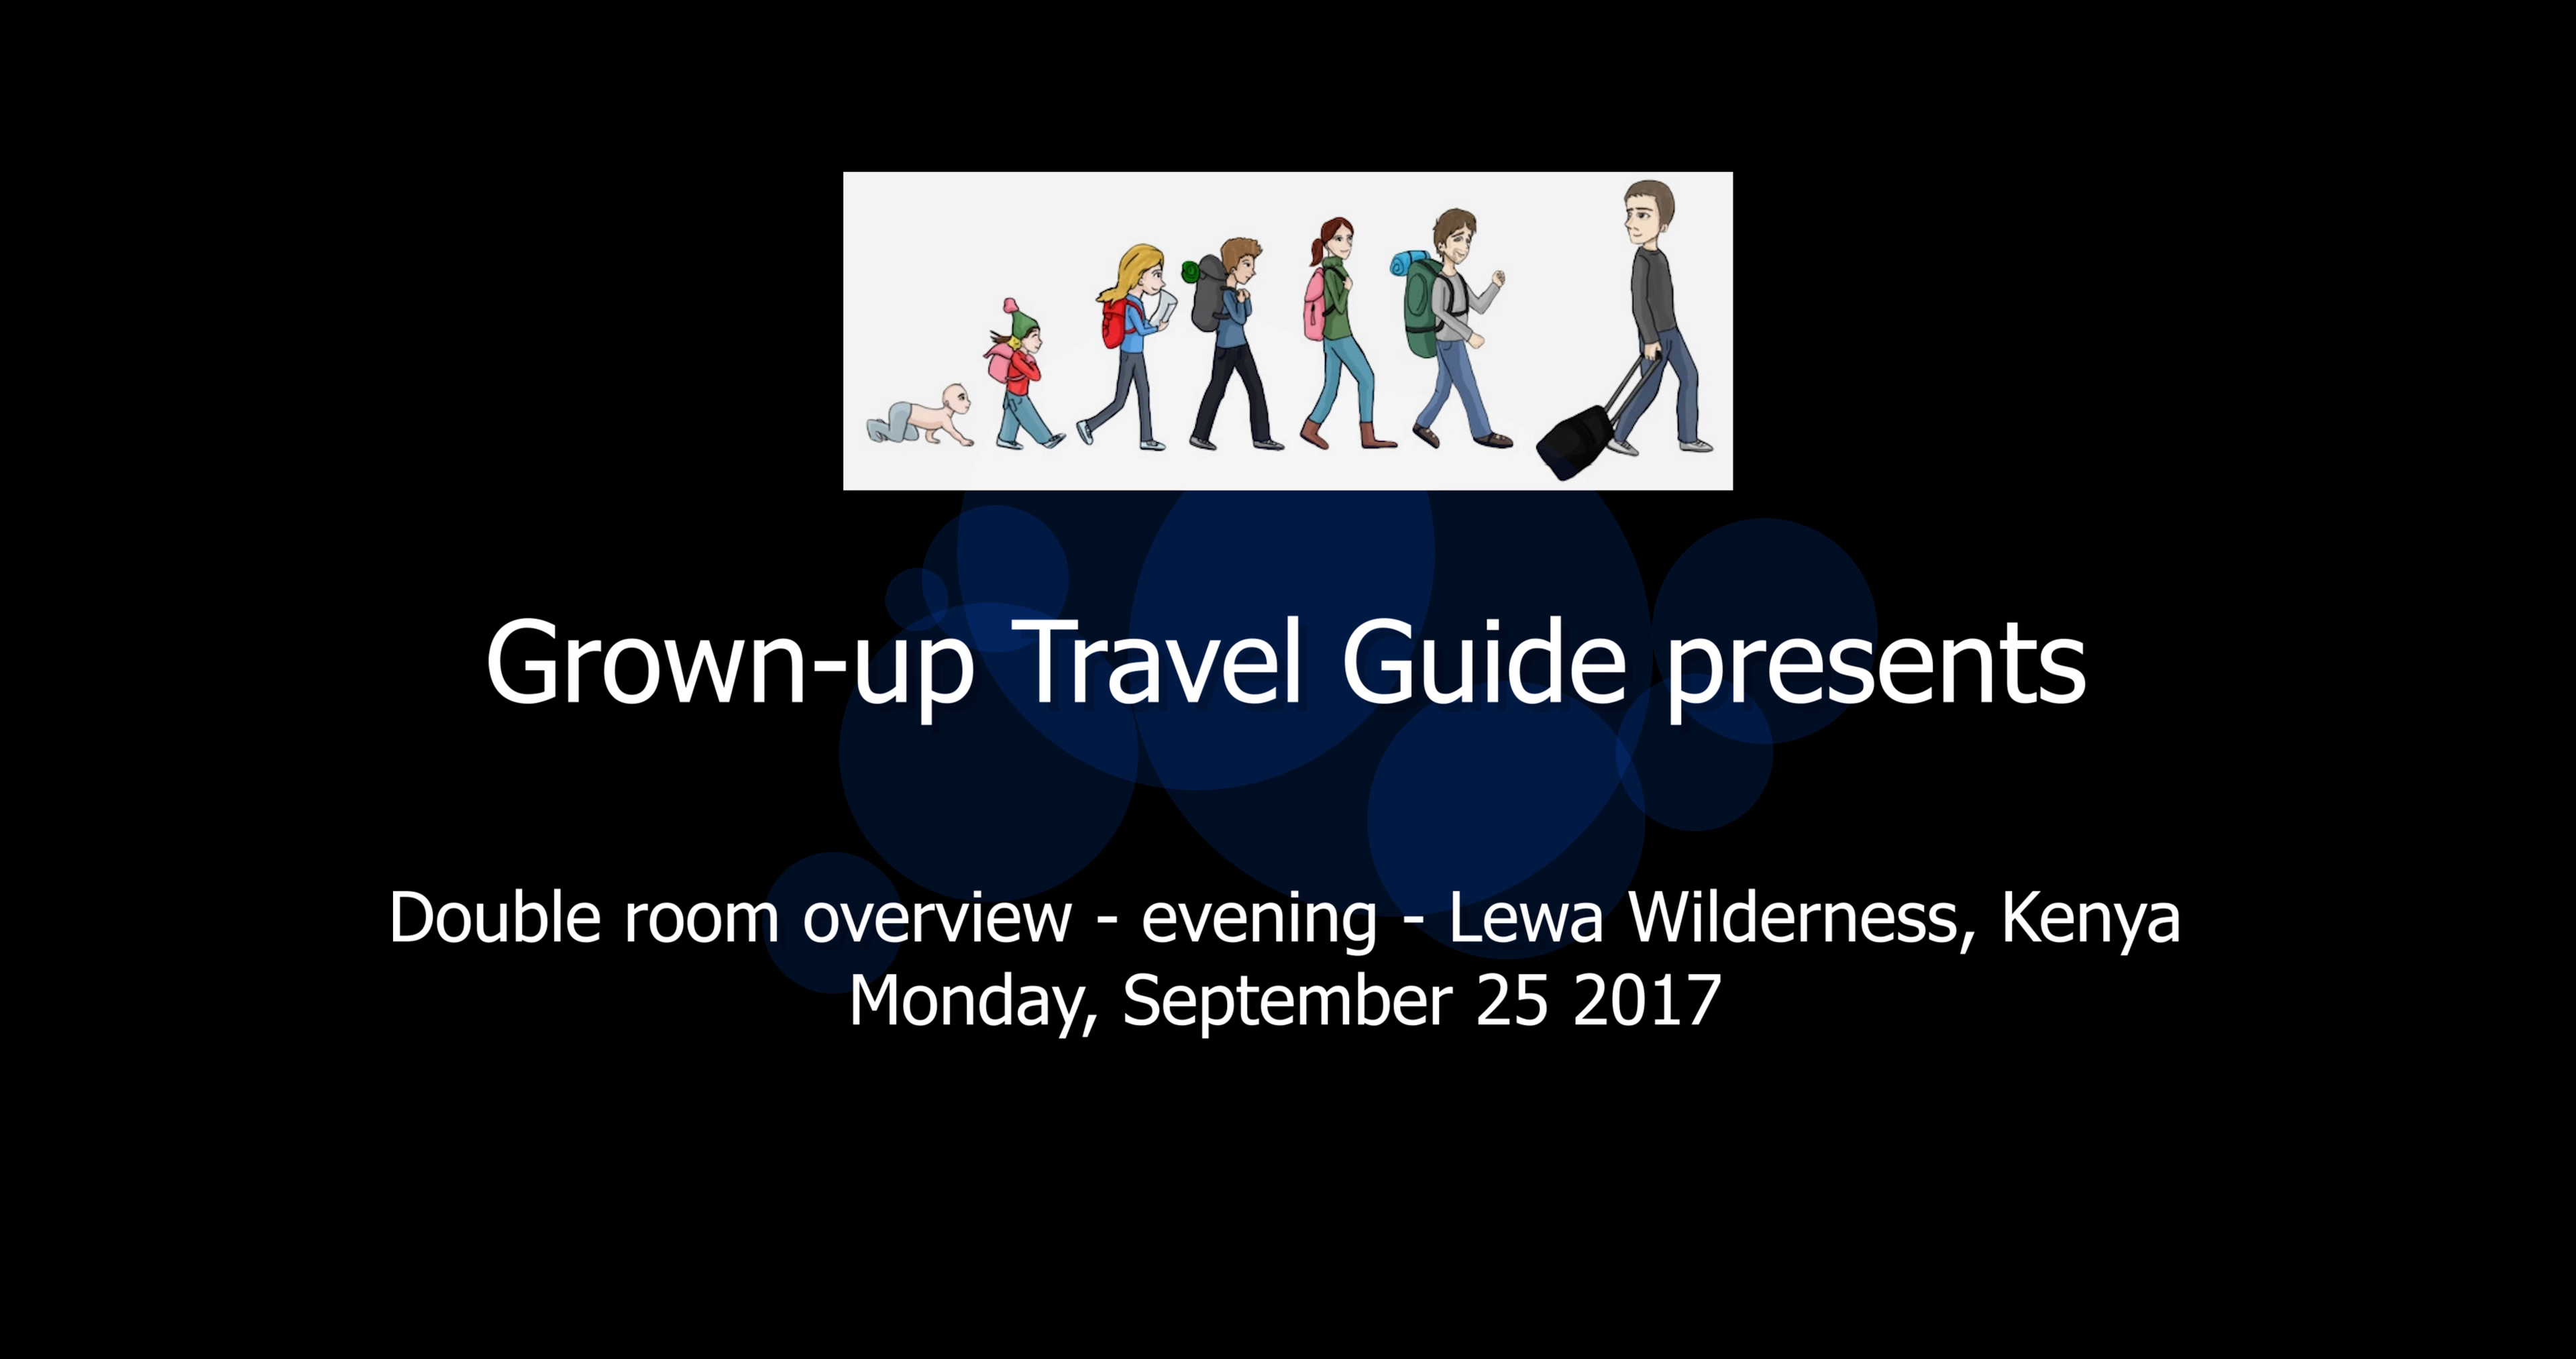 Grown-up Travel Guide presents
Double room overview - evening - Lewa Wilderness, Kenya
Monday, September 25 2017